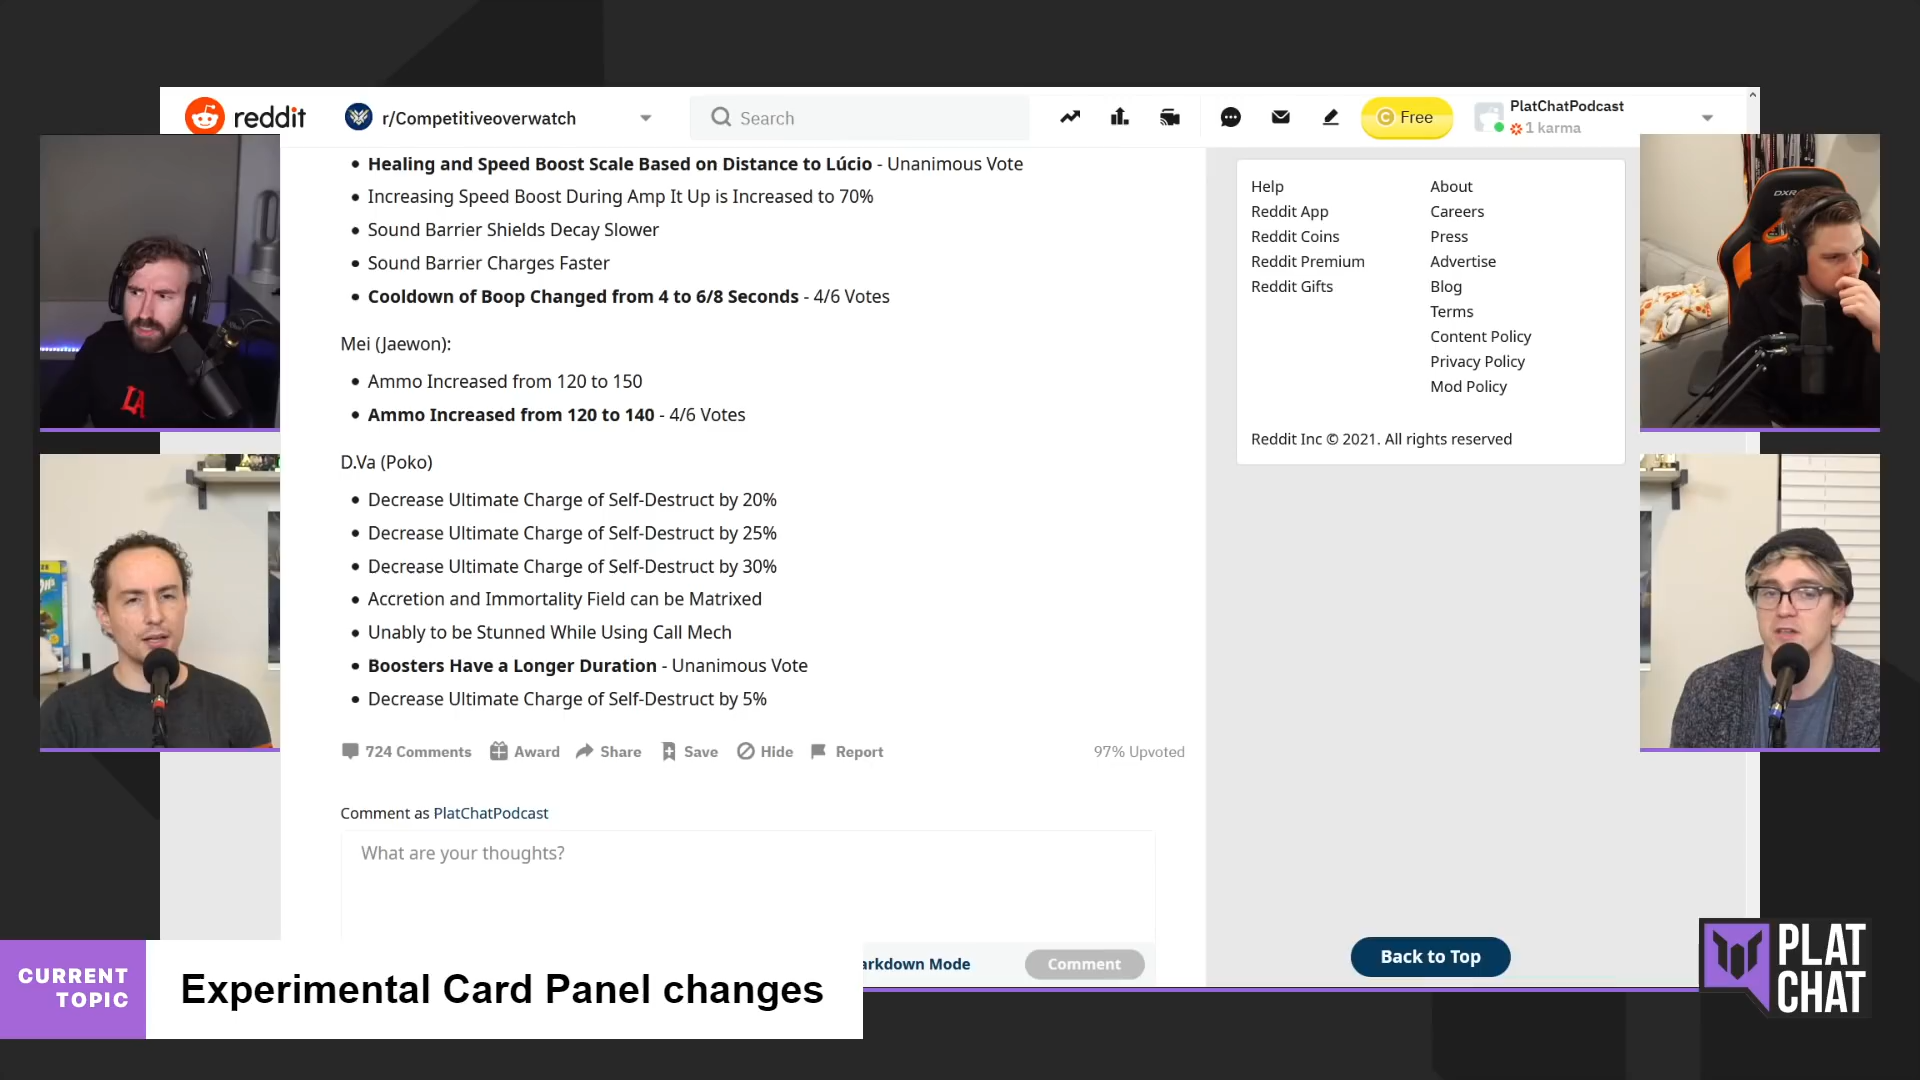 reddit
r/Competitiveoverwatch
Search
Free
PlatChatPodcast
1 karma
Healing and Speed Boost Scale Based on Distance to Lúcio - Unanimous Vote
Increasing Speed Boost During Amp It Up is Increased to 70%
Sound Barrier Shields Decay Slower
Sound Barrier Charges Faster
Cooldown of Boop Changed from 4 to 6/8 Seconds - 4/6 Votes
Mei (Jaewon):
Ammo Increased from 120 to 150
Ammo Increased from 120 to 140 - 4/6 Votes
D.Va (Poko)
Decrease Ultimate Charge of Self-Destruct by 20%
Decrease Ultimate Charge of Self-Destruct by 25%
Decrease Ultimate Charge of Self-Destruct by 30%
Accretion and Immortality Field can be Matrixed
Unably to be Stunned While Using Call Mech
Boosters Have a Longer Duration - Unanimous Vote
Decrease Ultimate Charge of Self-Destruct by 5%
724 Comments Award Share Save Hide Report 97% Upvoted
Comment as PlatChatPodcast
What are your thoughts?
arkdown Mode
Comment
Help
Reddit App
Reddit Coins
Reddit Premium
Reddit Gifts
About
Careers
Press
Advertise
Blog
Terms
Content Policy
Privacy Policy
Mod Policy
Reddit Inc © 2021. All rights reserved
Back to Top
LA
CURRENT
TOPIC
Experimental Card Panel changes
PLAT
CHAT